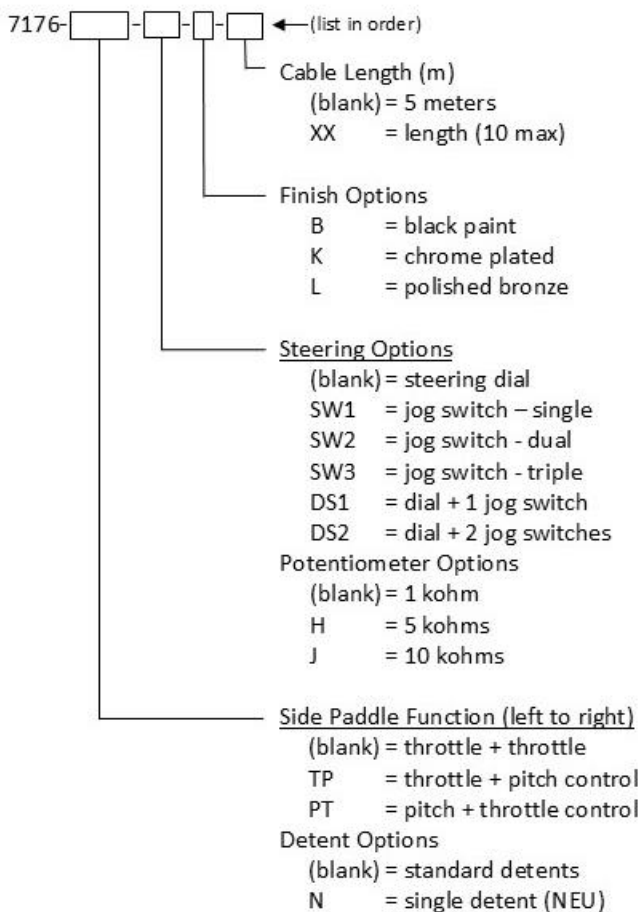 7176- - - - (list in order)
Cable Length (m)
(blank) = 5 meters
XX = length (10 max)
Finish Options
B = black paint
K = chrome plated
L = polished bronze
Steering Options
(blank) = steering dial
SW1 = jog switch – single
SW2 = jog switch - dual
SW3 = jog switch - triple
DS1 = dial + 1 jog switch
DS2 = dial + 2 jog switches
Potentiometer Options
(blank) = 1 kohm
H = 5 kohms
J = 10 kohms
Side Paddle Function (left to right)
(blank) = throttle + throttle
TP = throttle + pitch control
PT = pitch + throttle control
Detent Options
(blank) = standard detents
N = single detent (NEU)